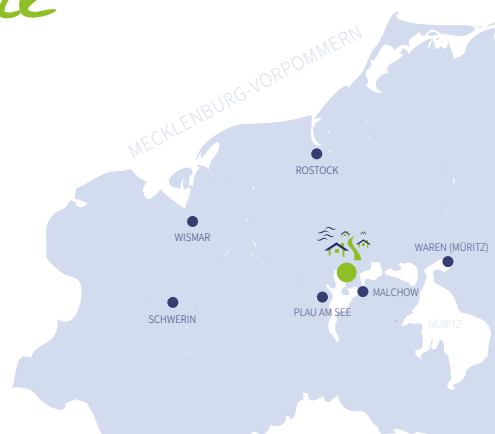 MECKLENBURG-VORPOMMERN
ROSTOCK
WISMAR
WAREN (MÜRITZ)
MALCHOW
PLAU AM SEE
SCHWERIN
MÜRITZ